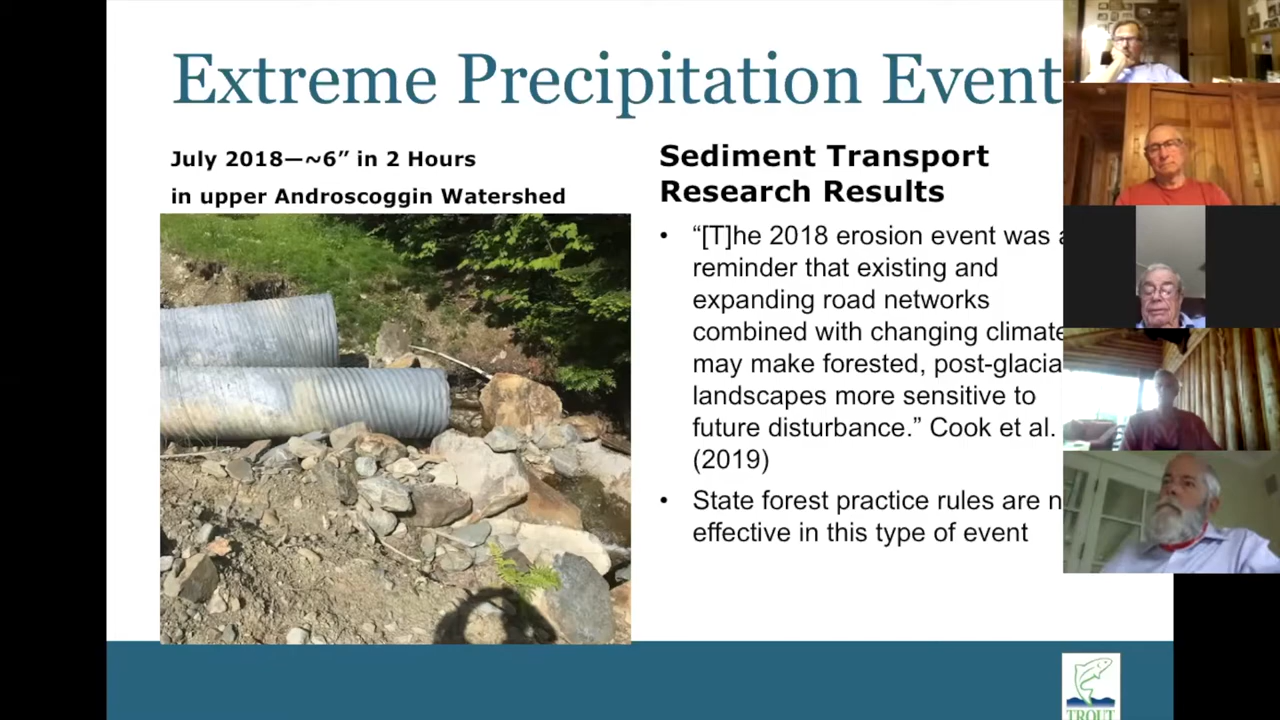 Extreme Precipitation Event
July 2018—~6” in 2 Hours
in upper Androscoggin Watershed
Sediment Transport
Research Results
• “[T]he 2018 erosion event was
reminder that existing and
expanding road networks
combined with changing climate
may make forested, post-glacia
landscapes more sensitive to
future disturbance.” Cook et al.
(2019)
• State forest practice rules are n
effective in this type of event
TROUT